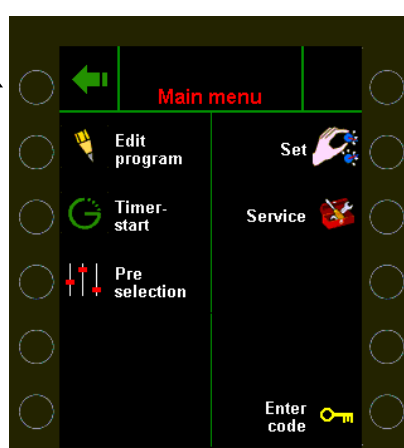 Main menu
Edit
program
Set
Timer-
start
Service
Pre
selection
Enter
code